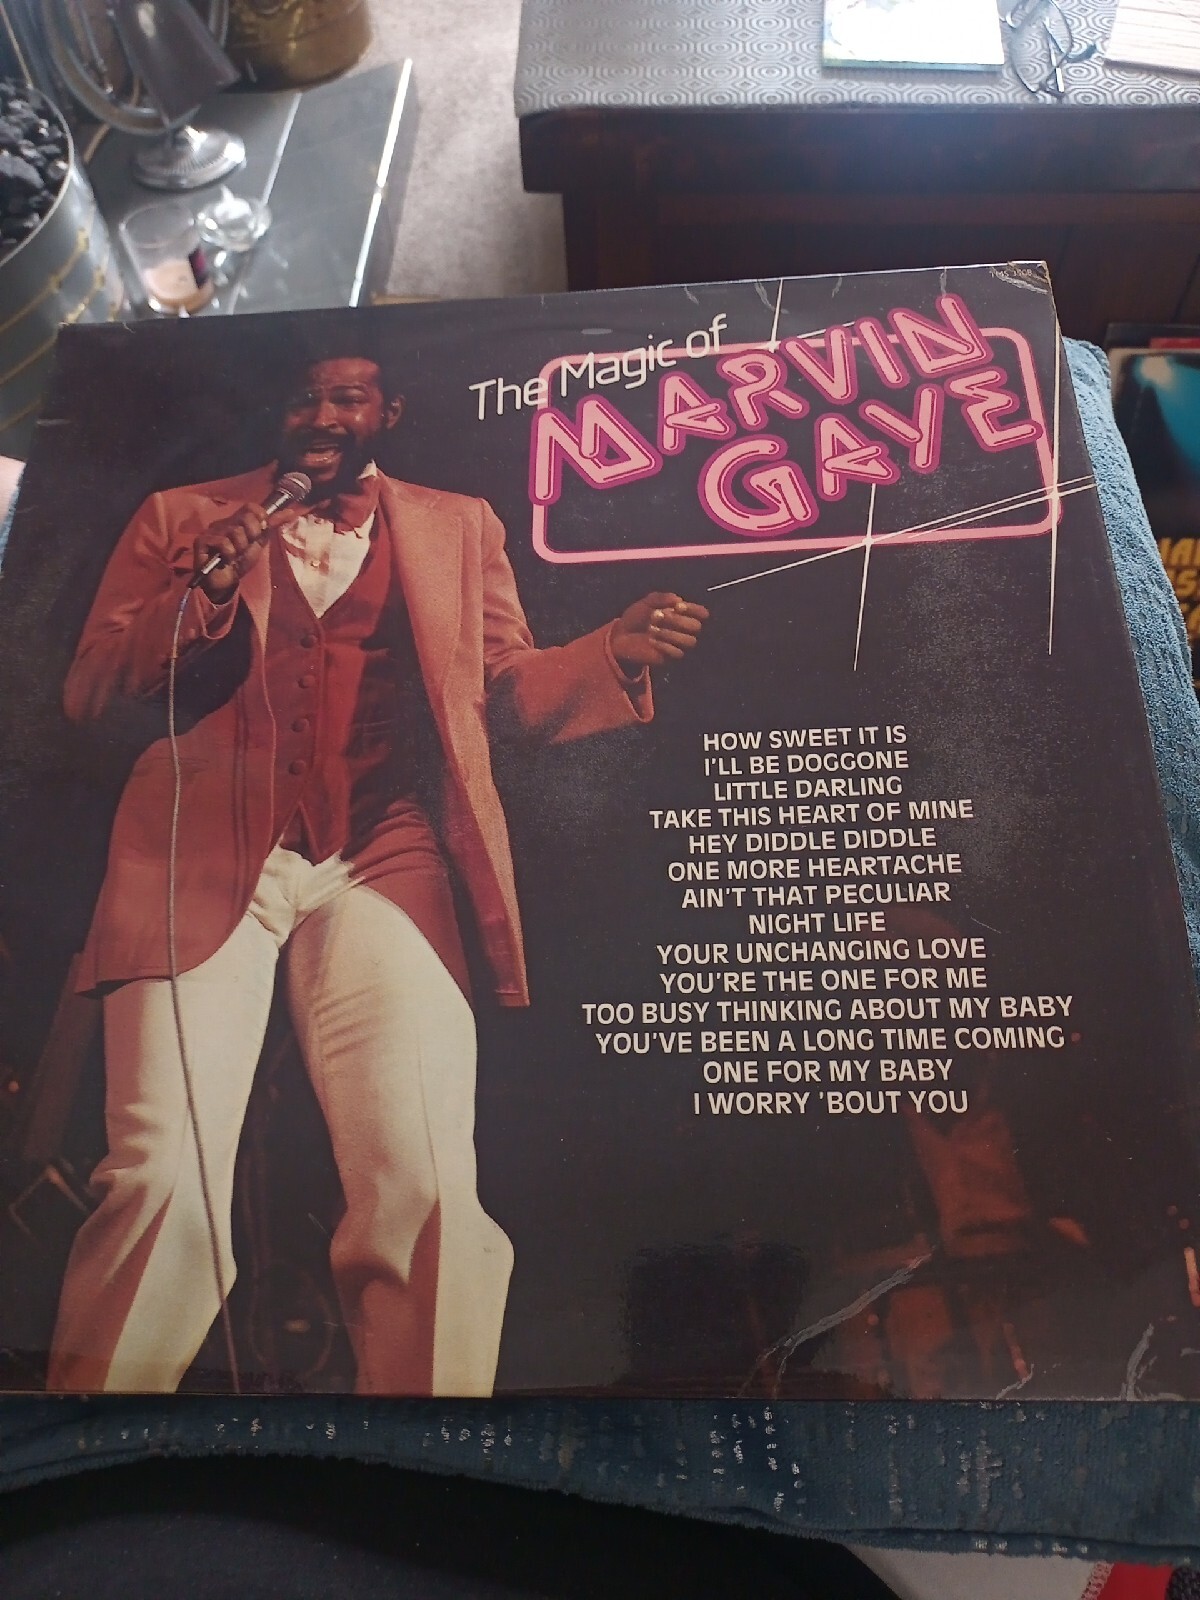 The Magic of
MARVIN
GAYE
HOW SWEET IT IS
I'LL BE DOGGONE
LITTLE DARLING
TAKE THIS HEART OF MINE
HEY DIDDLE DIDDLE
ONE MORE HEARTACHE
AIN'T THAT PECULIAR
NIGHT LIFE
YOUR UNCHANGING LOVE
YOU'RE THE ONE FOR ME
TOO BUSY THINKING ABOUT MY BABY
YOU'VE BEEN A LONG TIME COMING
ONE FOR MY BABY
I WORRY 'BOUT YOU